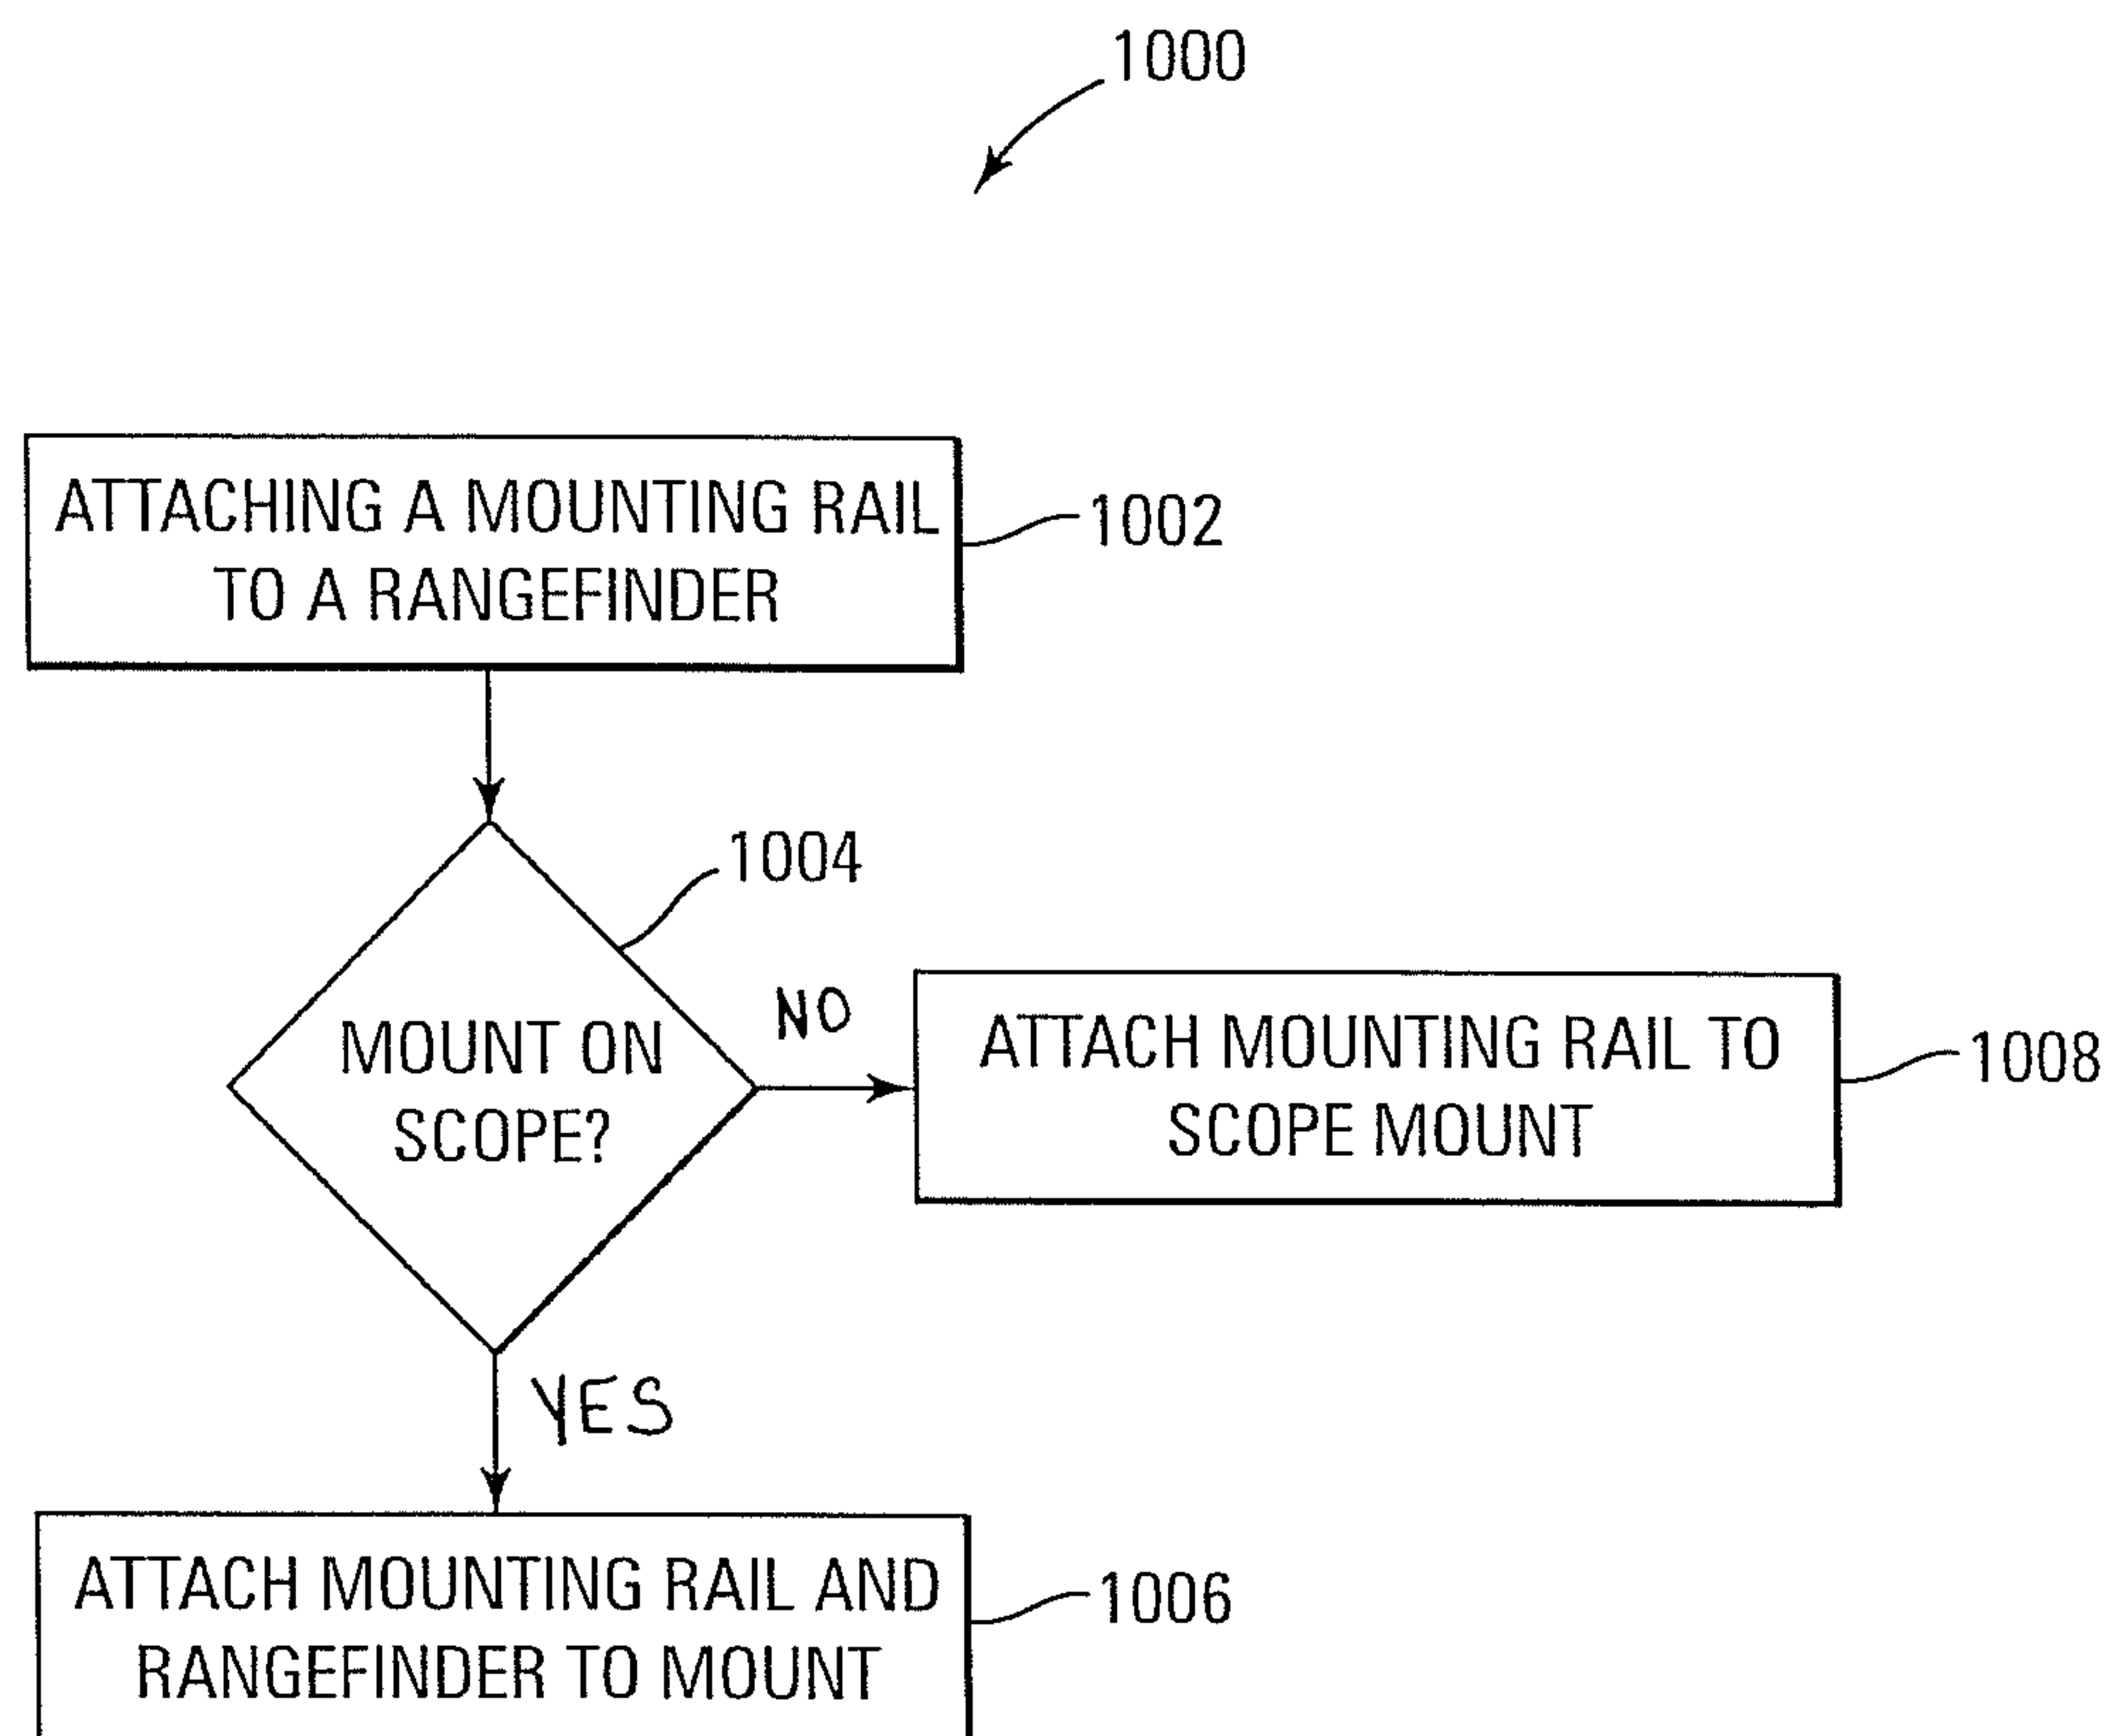 1000
ATTACHING A MOUNTING RAIL
TO A RANGEFINDER
1002
1004
MOUNT ON
SCOPE?
NO
ATTACH MOUNTING RAIL TO
SCOPE MOUNT
1008
YES
ATTACH MOUNTING RAIL AND
RANGEFINDER TO MOUNT
1006